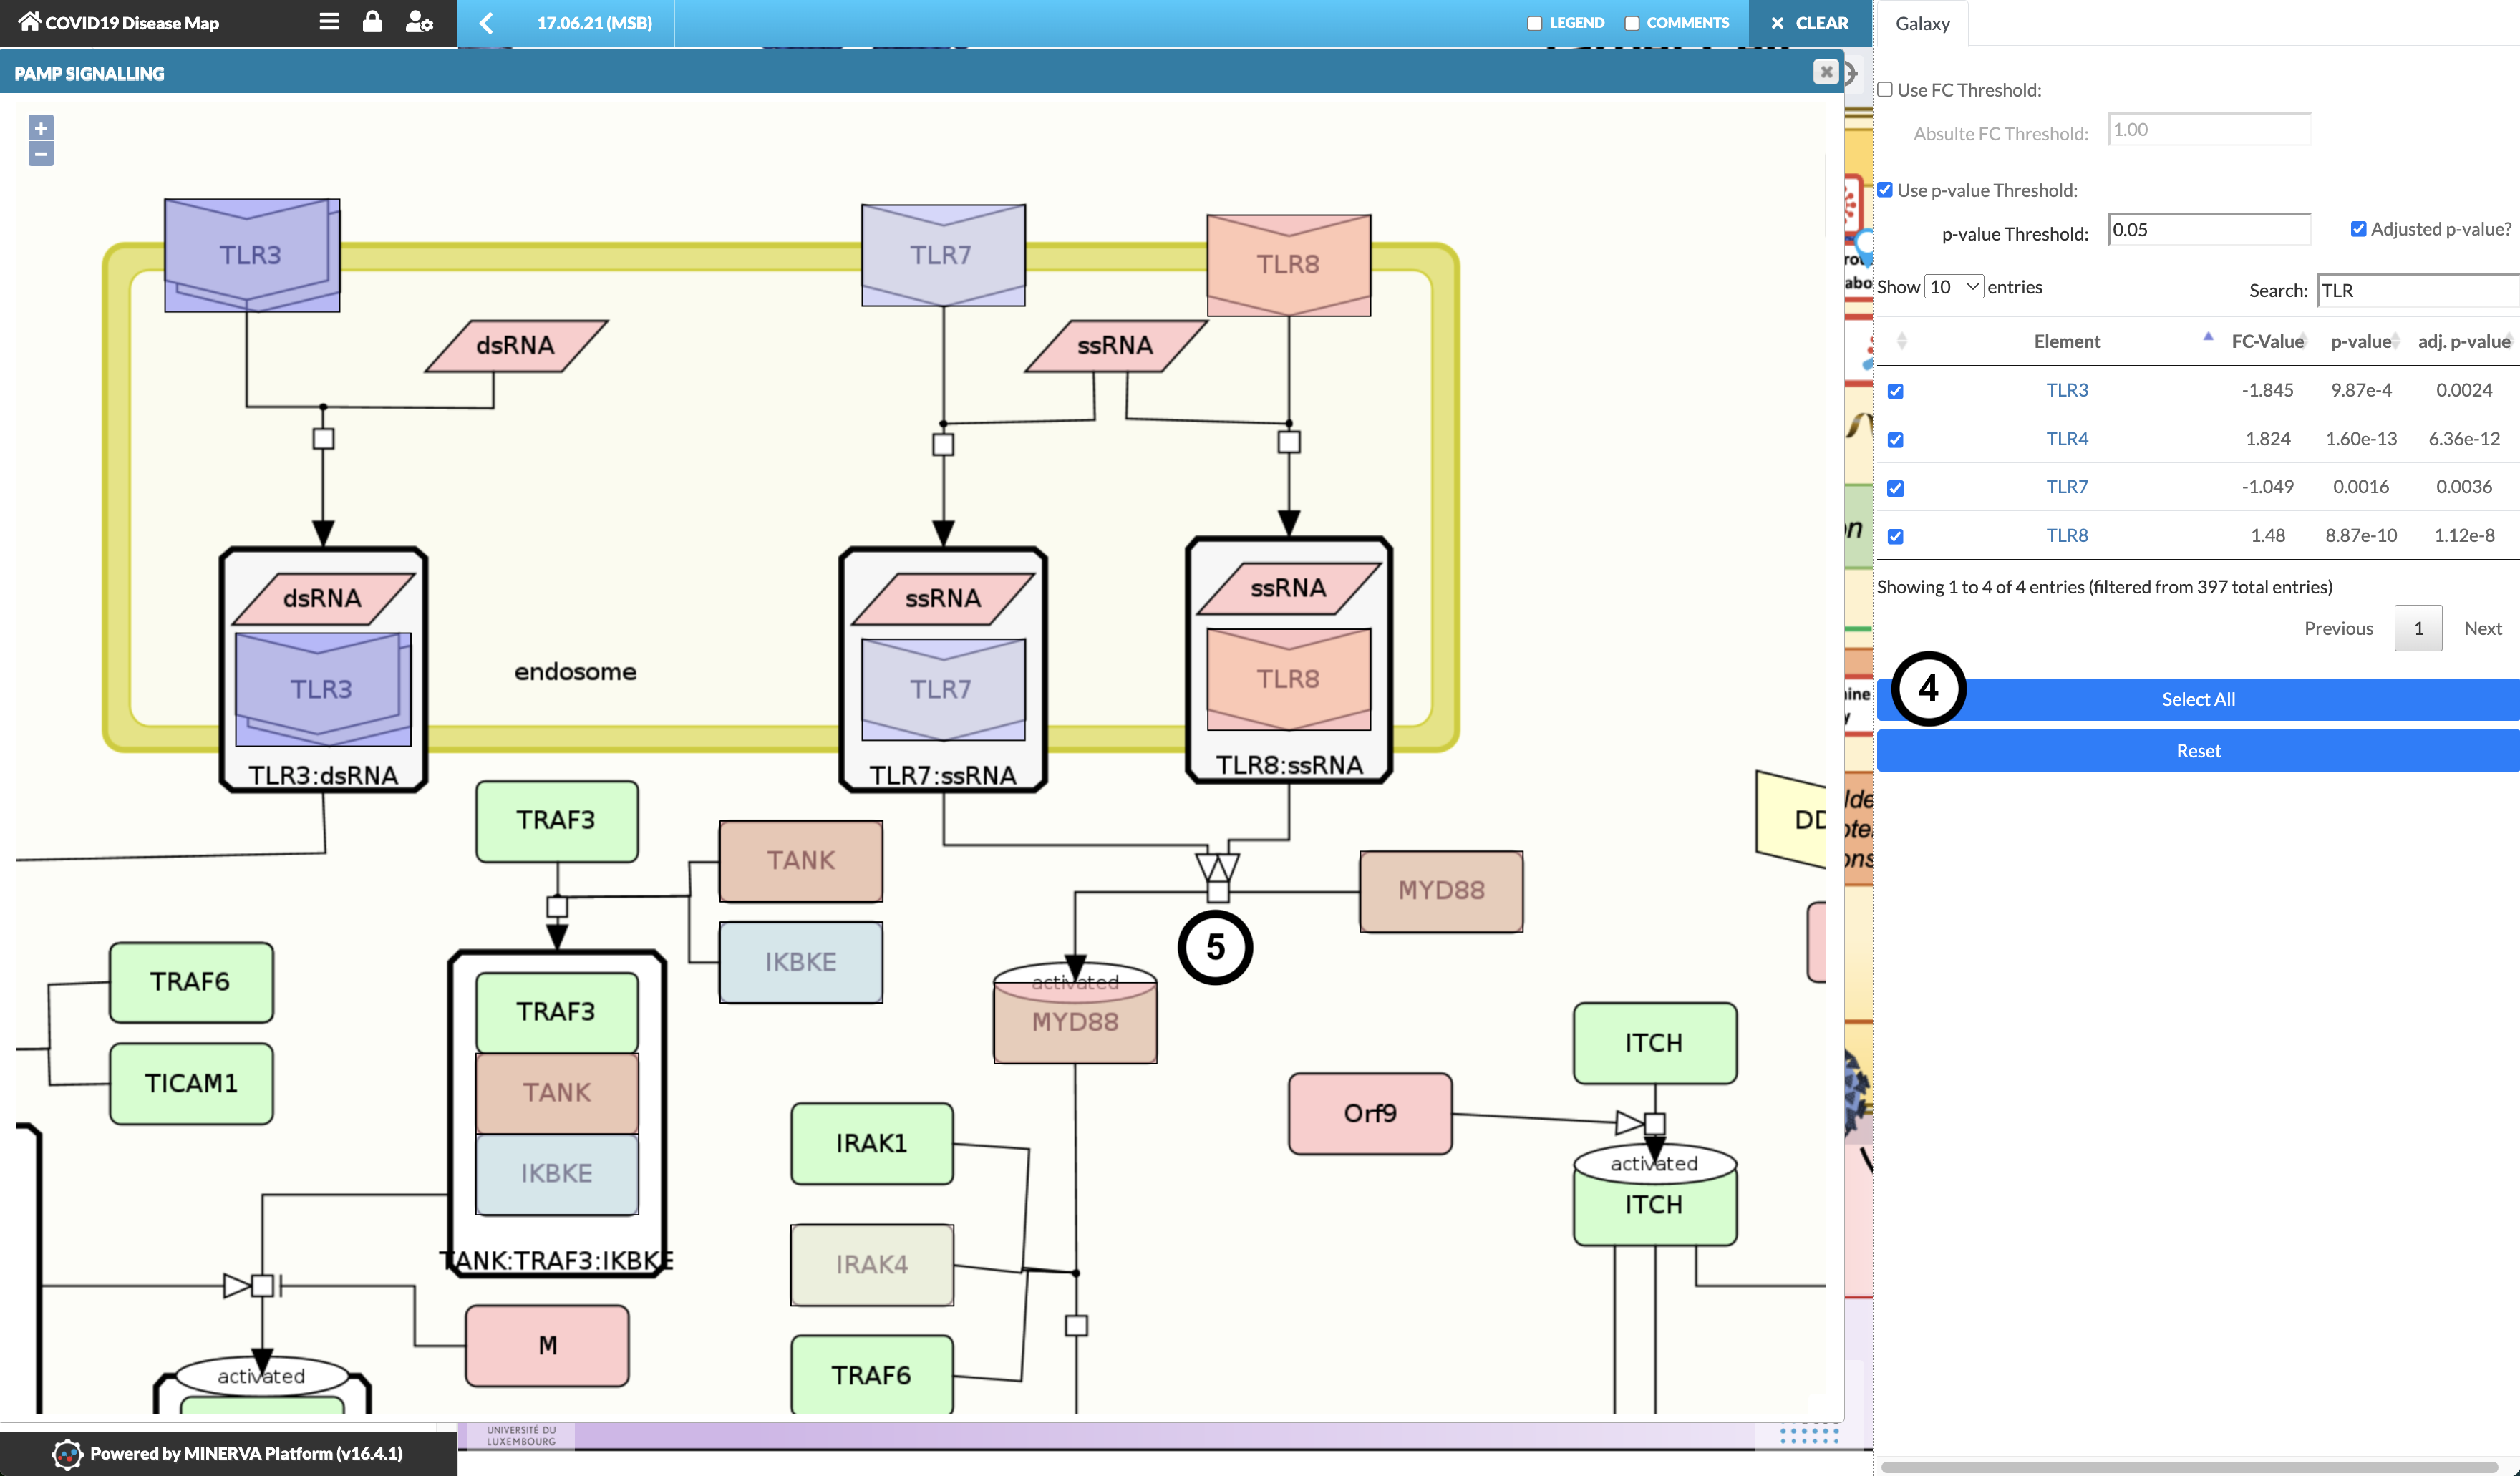 COVID19 Disease Map
17.06.21 (MSB)
LEGEND
COMMENTS
× CLEAR
Galaxy
PAMP SIGNALLING
+
−
Use FC Threshold:
Absulte FC Threshold: 1.00
Use p-value Threshold:
p-value Threshold: 0.05
Adjusted p-value?
Show 10 entries
Search: TLR
Element FC-Value p-value adj. p-value
TLR3 -1.845 9.87e-4 0.0024
TLR4 1.824 1.60e-13 6.36e-12
TLR7 -1.049 0.0016 0.0036
TLR8 1.48 8.87e-10 1.12e-8
Showing 1 to 4 of 4 entries (filtered from 397 total entries)
Previous 1 Next
4
Select All
Reset
TLR3
TLR7
TLR8
dsRNA
ssRNA
dsRNA
TLR3
TLR3:dsRNA
endosome
ssRNA
TLR7
TLR7:ssRNA
ssRNA
TLR8
TLR8:ssRNA
TRAF3
TANK
IKBKE
MYD88
5
DD
TRAF6
TICAM1
TRAF3
TANK
IKBKE
TANK:TRAF3:IKBKE
activated
MYD88
ITCH
Orf9
activated
ITCH
IRAK1
IRAK4
TRAF6
M
activated
UNIVERSITÉ DU
LUXEMBOURG
Powered by MINERVA Platform (v16.4.1)